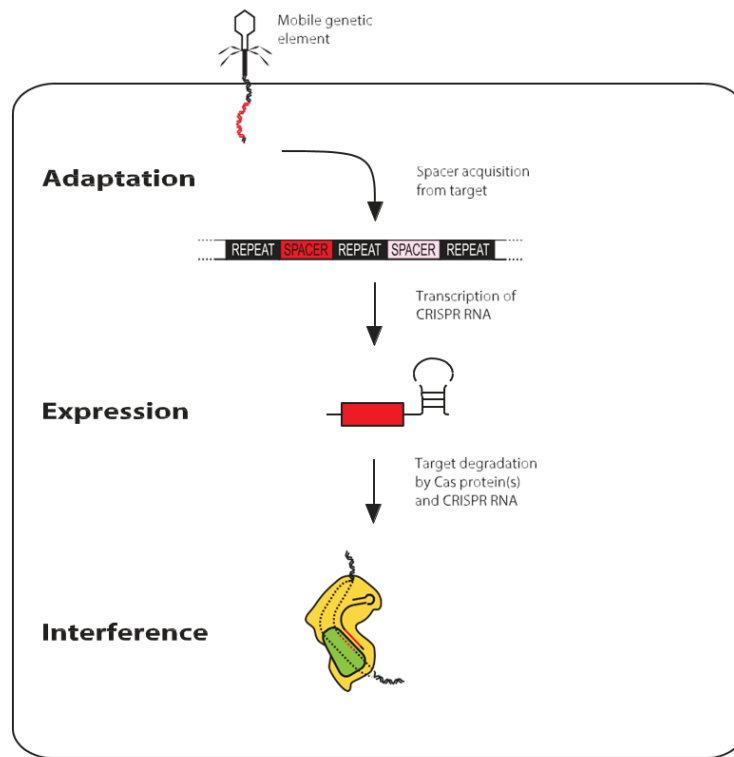 Mobile genetic
element
Adaptation
Spacer acquisition
from target
REPEAT SPACER REPEAT SPACER REPEAT
Transcription of
CRISPR RNA
Expression
Target degradation
by Cas protein(s)
and CRISPR RNA
Interference